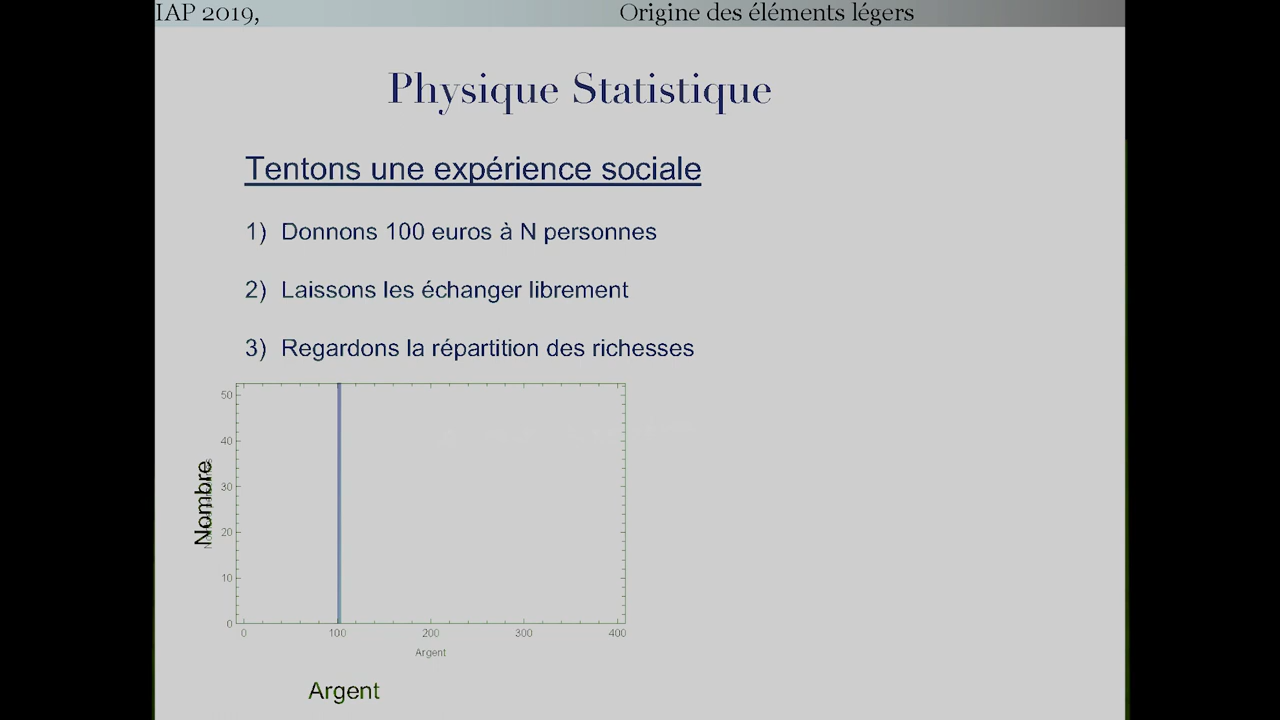 IAP 2019, Origine des éléments légers
Physique Statistique
Tentons une expérience sociale
1) Donnons 100 euros à N personnes
2) Laissons les échanger librement
3) Regardons la répartition des richesses
50
40
30
20
10
0
Nombre
0 100 200 300 400
Argent
Argent